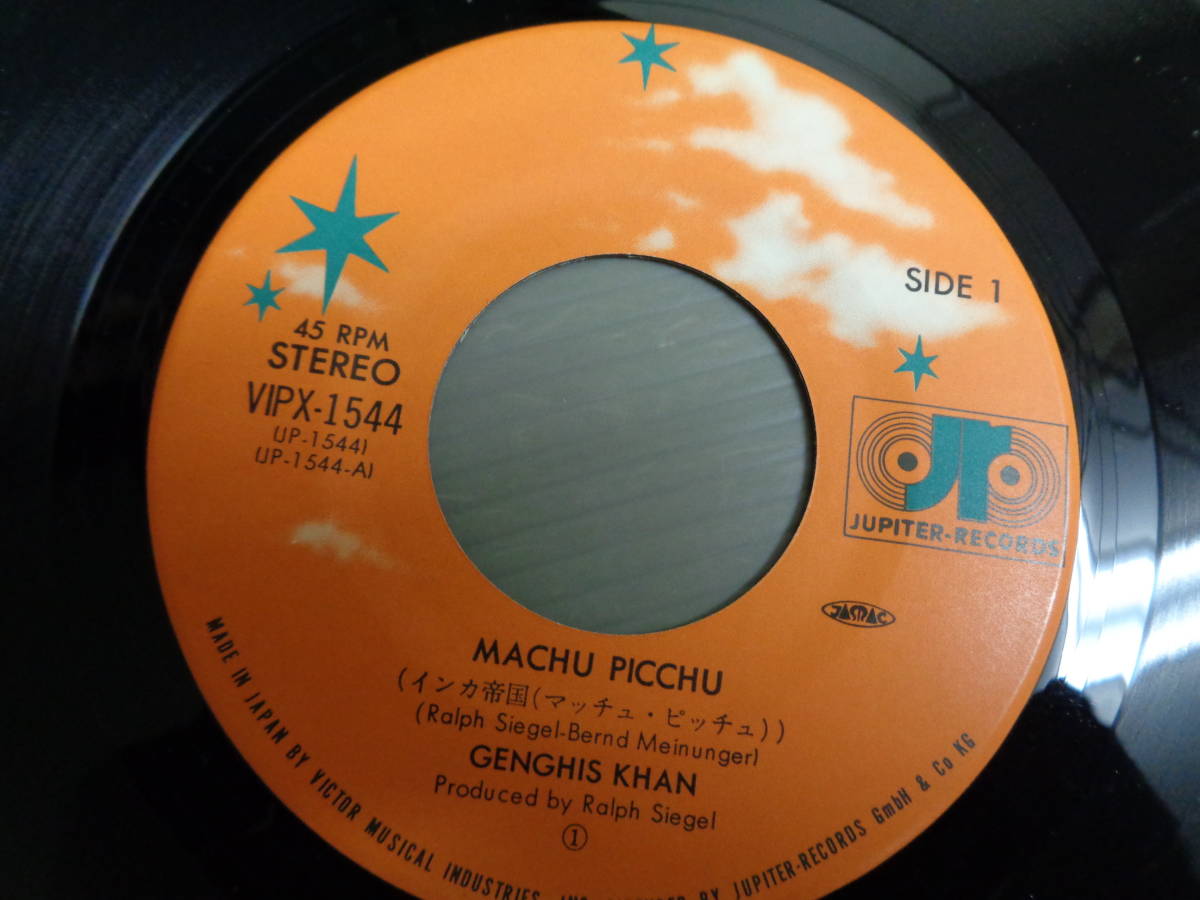 SIDE 1
45 RPM
STEREO
VIPX-1544
(JP-1544)
(JP-1544-A)
JR
JUPITER-RECORDS
JASRAC
MACHU PICCHU
(インカ帝国(マッチュ・ピッチュ))
(Ralph Siegel-Bernd Meinunger)
GENGHIS KHAN
Produced by Ralph Siegel
①
MADE IN JAPAN BY VICTOR MUSICAL INDUSTRIES, BY JUPITER-RECORDS GmbH & Co KG